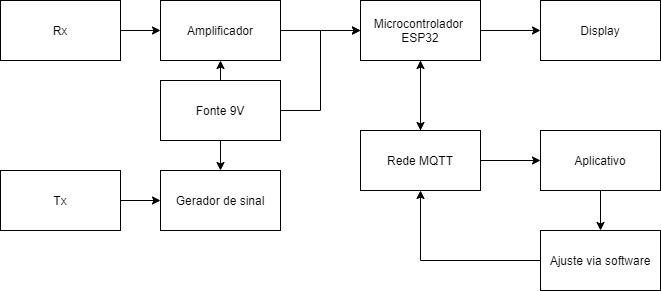 Rx
Amplificador
Microcontrolador
ESP32
Display
Fonte 9V
Rede MQTT
Aplicativo
Tx
Gerador de sinal
Ajuste via software